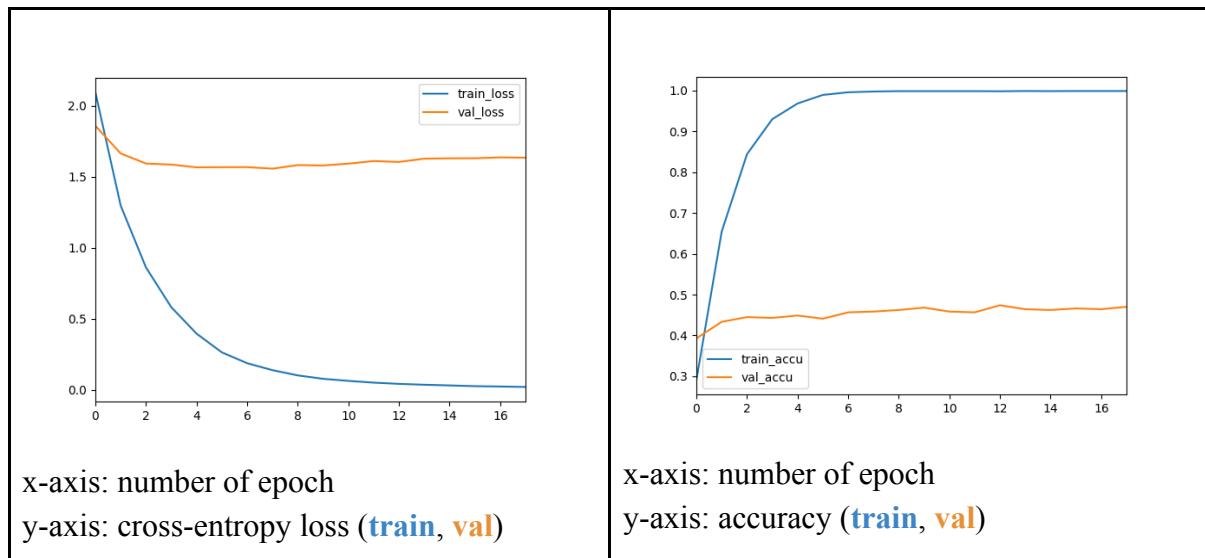 train_loss
val_loss
2.0
1.5
1.0
0.5
0.0
0 2 4 6 8 10 12 14 16
x-axis: number of epoch
y-axis: cross-entropy loss (train, val)
1.0
0.9
0.8
0.7
0.6
0.5
0.4
0.3
train_accu
val_accu
0 2 4 6 8 10 12 14 16
x-axis: number of epoch
y-axis: accuracy (train, val)